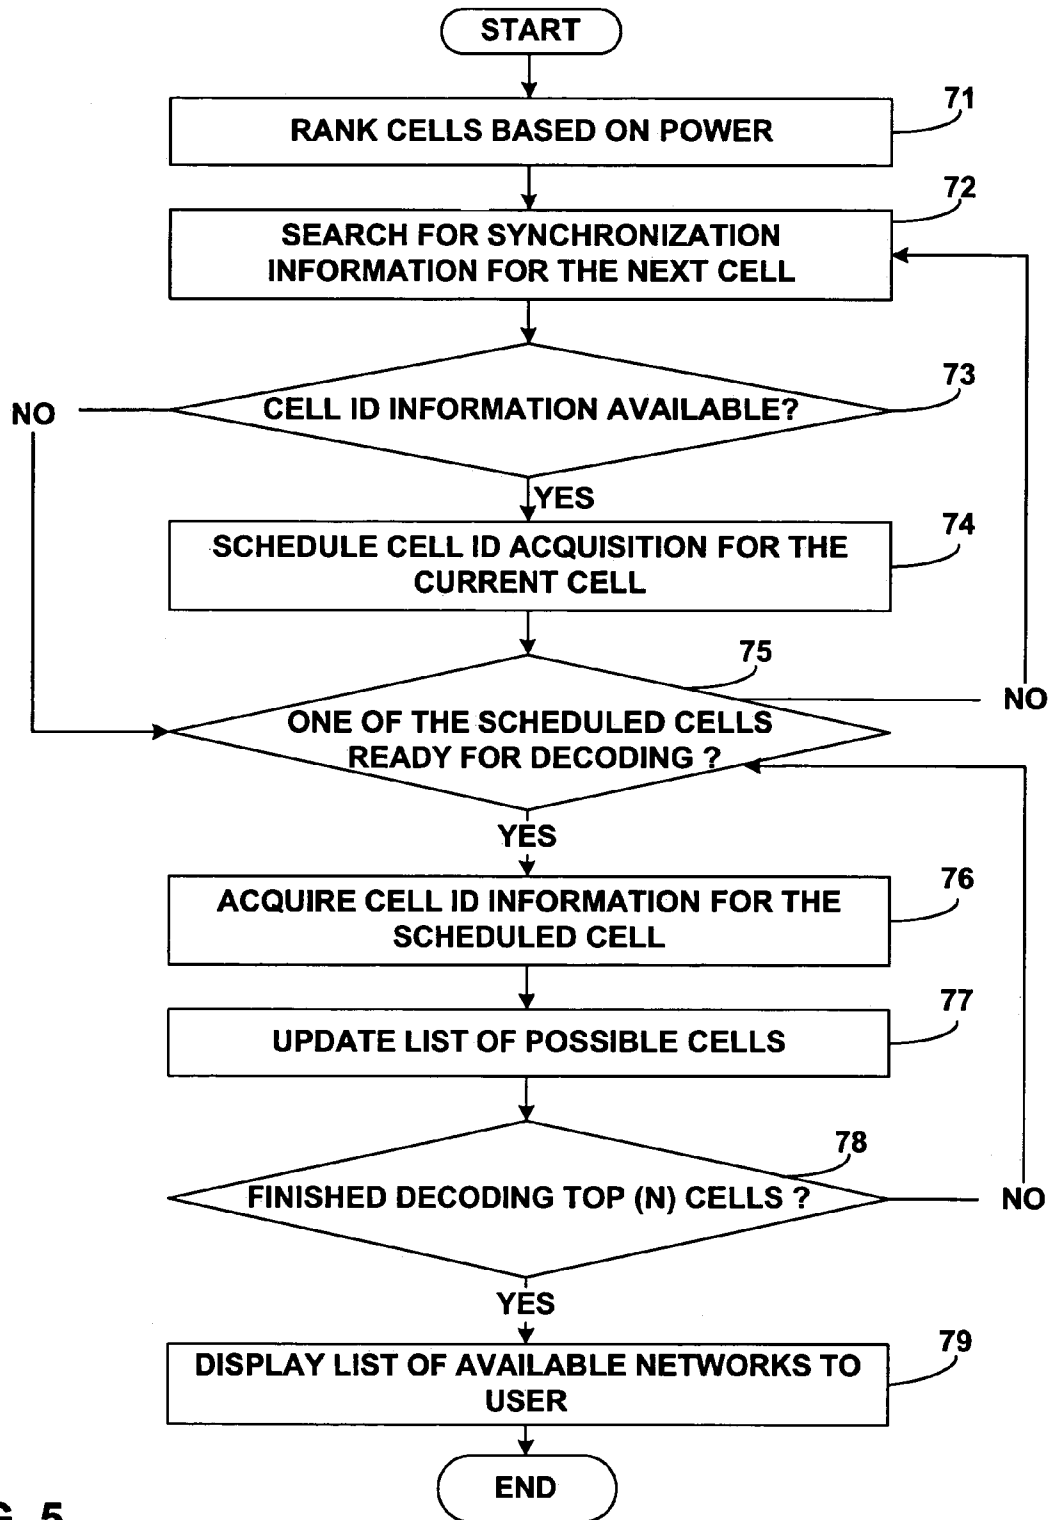 START
71
RANK CELLS BASED ON POWER
72
SEARCH FOR SYNCHRONIZATION
INFORMATION FOR THE NEXT CELL
73
NO
CELL ID INFORMATION AVAILABLE?
YES
74
SCHEDULE CELL ID ACQUISITION FOR THE
CURRENT CELL
75
NO
ONE OF THE SCHEDULED CELLS
READY FOR DECODING ?
YES
76
ACQUIRE CELL ID INFORMATION FOR THE
SCHEDULED CELL
77
UPDATE LIST OF POSSIBLE CELLS
78
FINISHED DECODING TOP (N) CELLS ?
NO
YES
79
DISPLAY LIST OF AVAILABLE NETWORKS TO
USER
END
5